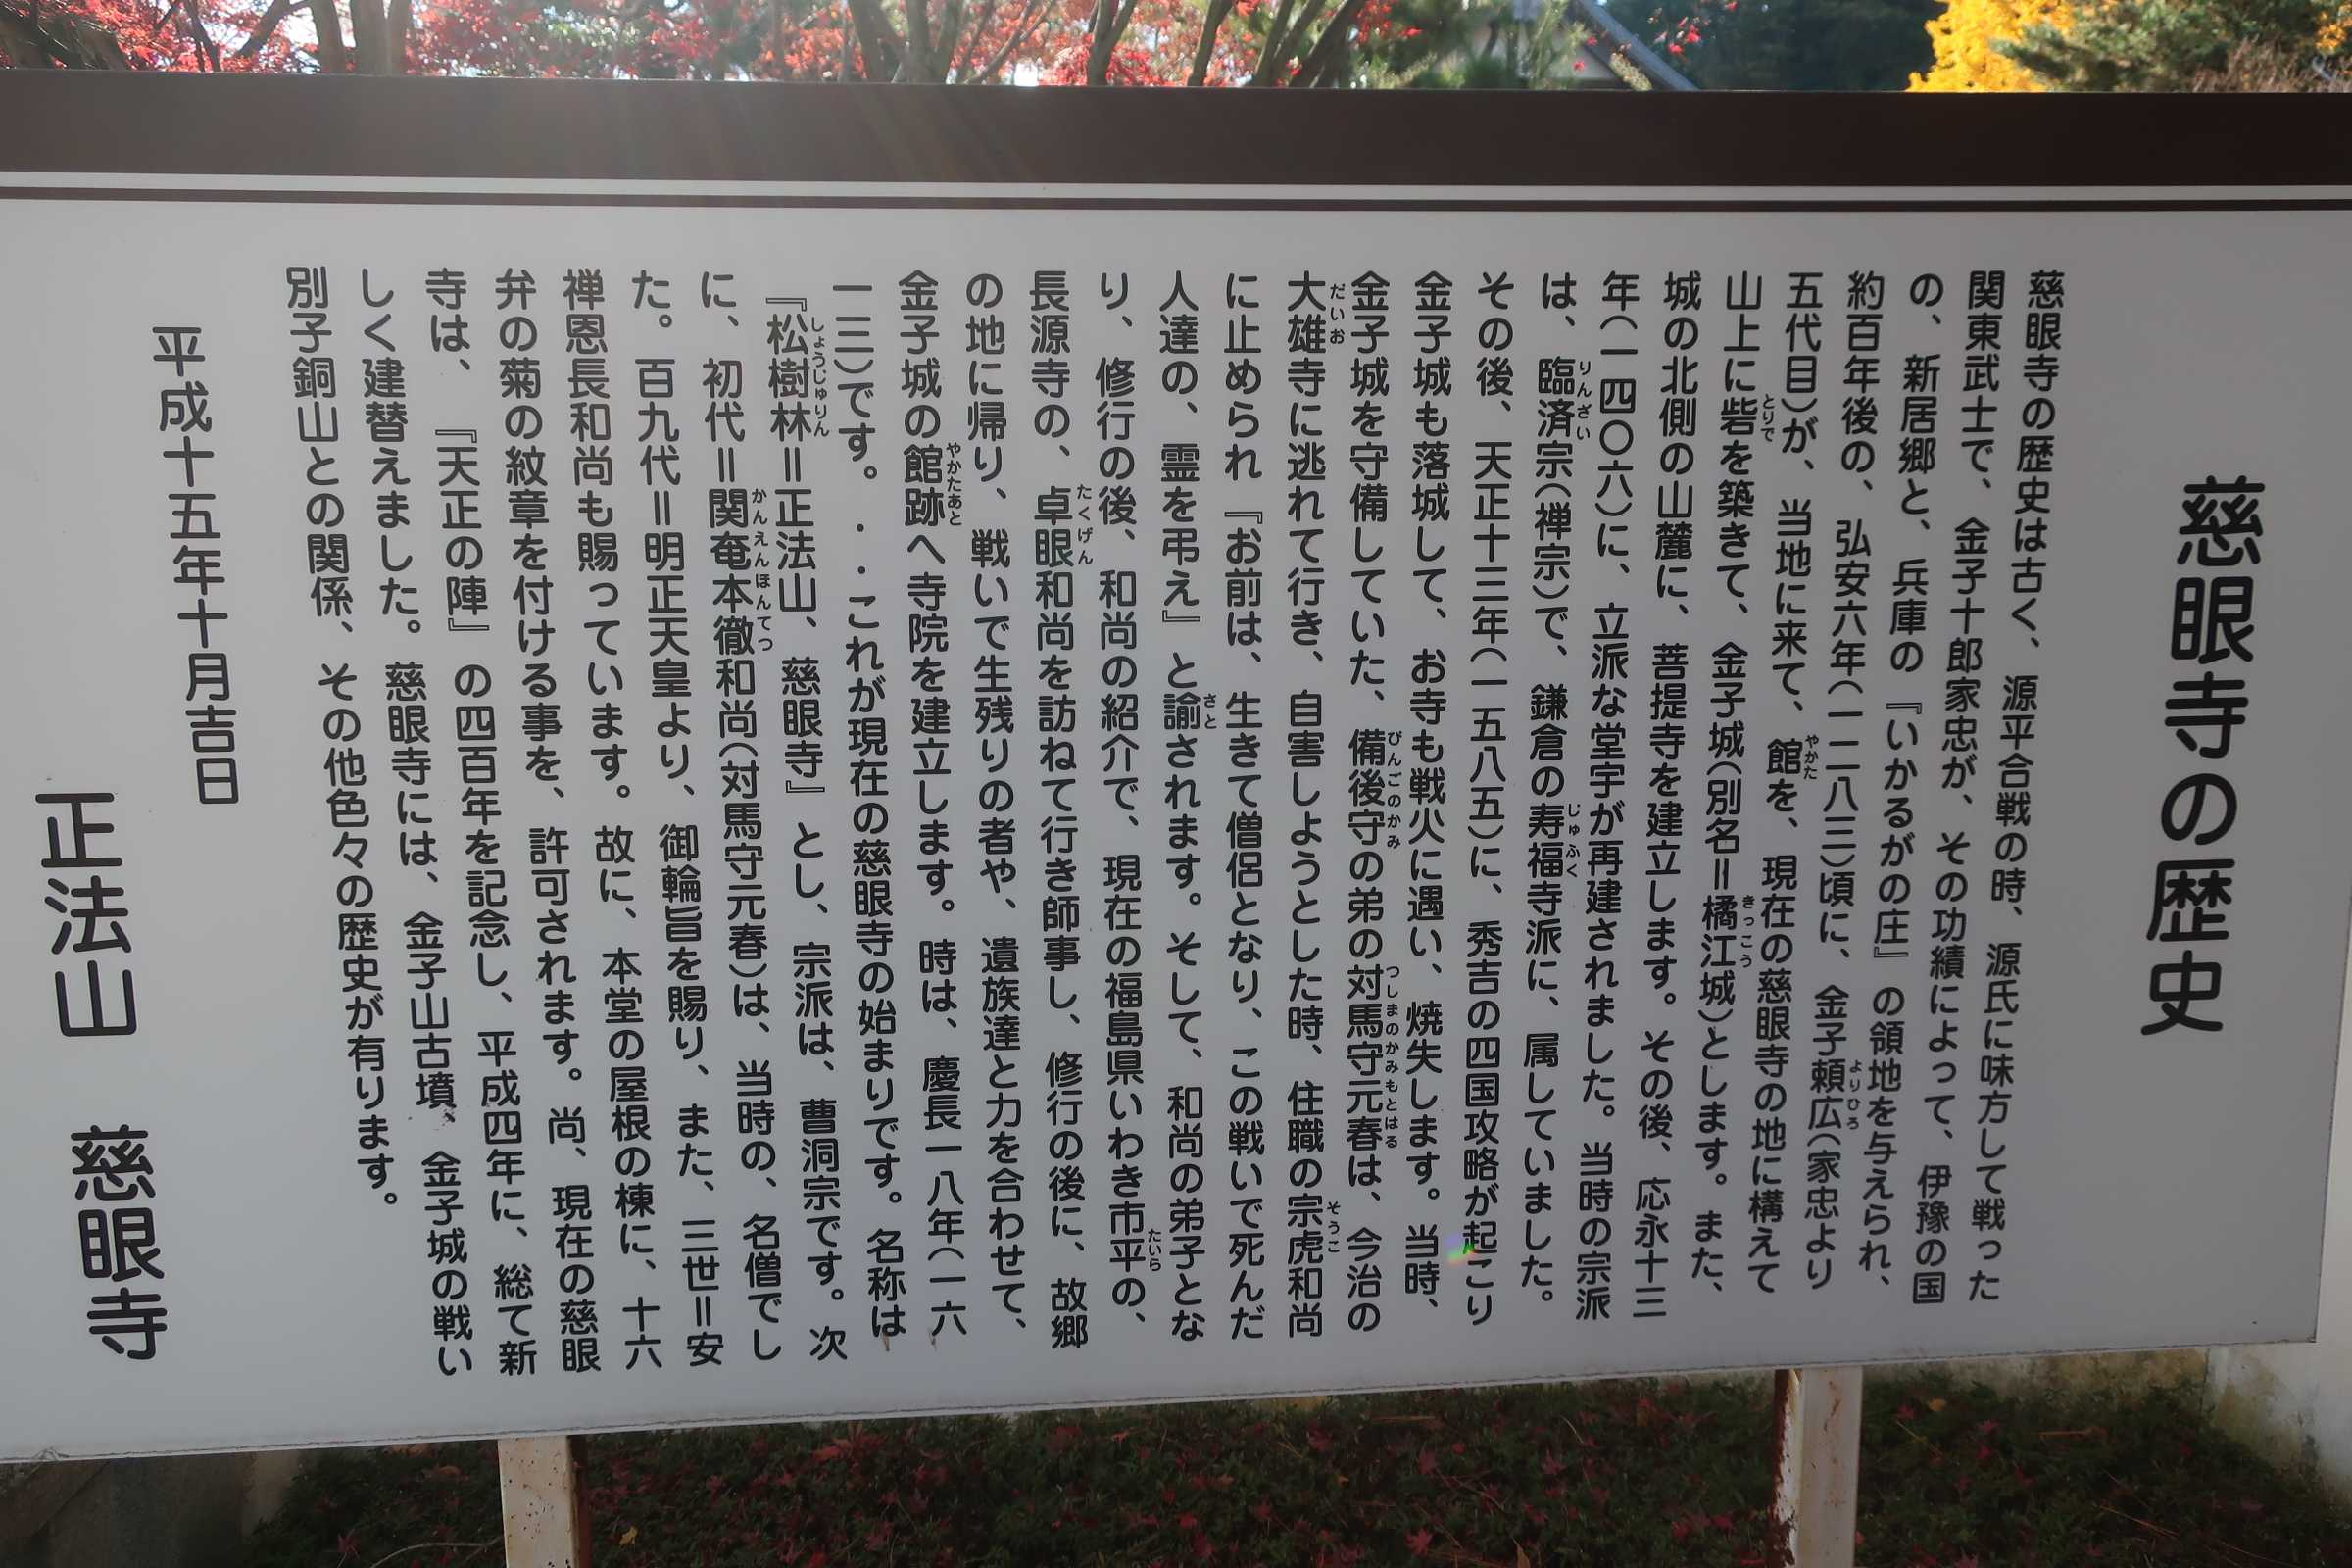 慈眼寺の歴史
慈眼寺の歴史は古く、源平合戦の時、源氏に味方して戦った
関東武士で、金子十郎家忠が、その功績によって、伊豫の国
の、新居郷と、兵庫の『いかるがの庄』の領地を与えられ、
約百年後の、弘安六年(一二八三)頃に、金子頼広(家忠より
五代目)が、当地に来て、館を、現在の慈眼寺の地に構えて
山上に砦を築きて、金子城(別名=橘江城)とします。また、
城の北側の山麓に、菩提寺を建立します。その後、応永十三
年(一四〇六)に、立派な堂宇が再建されました。当時の宗派
は、臨済宗(禅宗)で、鎌倉の寿福寺派に、属していました。
その後、天正十三年(一五八五)に、秀吉の四国攻略が起こり
金子城も落城して、お寺も戦火に遇い、焼失します。当時、
金子城を守備していた、備後守の弟の対馬守元春は、今治の
大雄寺に逃れて行き、自害しようとした時、住職の宗虎和尚
に止められ『お前は、生きて僧侶となり、この戦いで死んだ
人達の、霊を弔え』と諭されます。そして、和尚の弟子とな
り、修行の後、和尚の紹介で、現在の福島県いわき市平の、
長源寺の、卓眼和尚を訪ねて行き師事し、修行の後に、故郷
の地に帰り、戦いで生残りの者や、遺族達と力を合わせて、
金子城の館跡へ寺院を建立します。時は、慶長一八年(一六
一三)です。・・これが現在の慈眼寺の始まりです。名称は
『松樹林=正法山、慈眼寺』とし、宗派は、曹洞宗です。次
に、初代=関奄本徹和尚(対馬守元春)は、当時の、名僧でし
た。百九代=明正天皇より、御輪旨を賜り、また、三世=安
禅恩長和尚も賜っています。故に、本堂の屋根の棟に、十六
弁の菊の紋章を付ける事を、許可されます。尚、現在の慈眼
寺は、『天正の陣』の四百年を記念し、平成四年に、総て新
しく建替えました。慈眼寺には、金子山古墳、金子城の戦い
別子銅山との関係、その他色々の歴史が有ります。
平成十五年十月吉日
正法山　慈眼寺